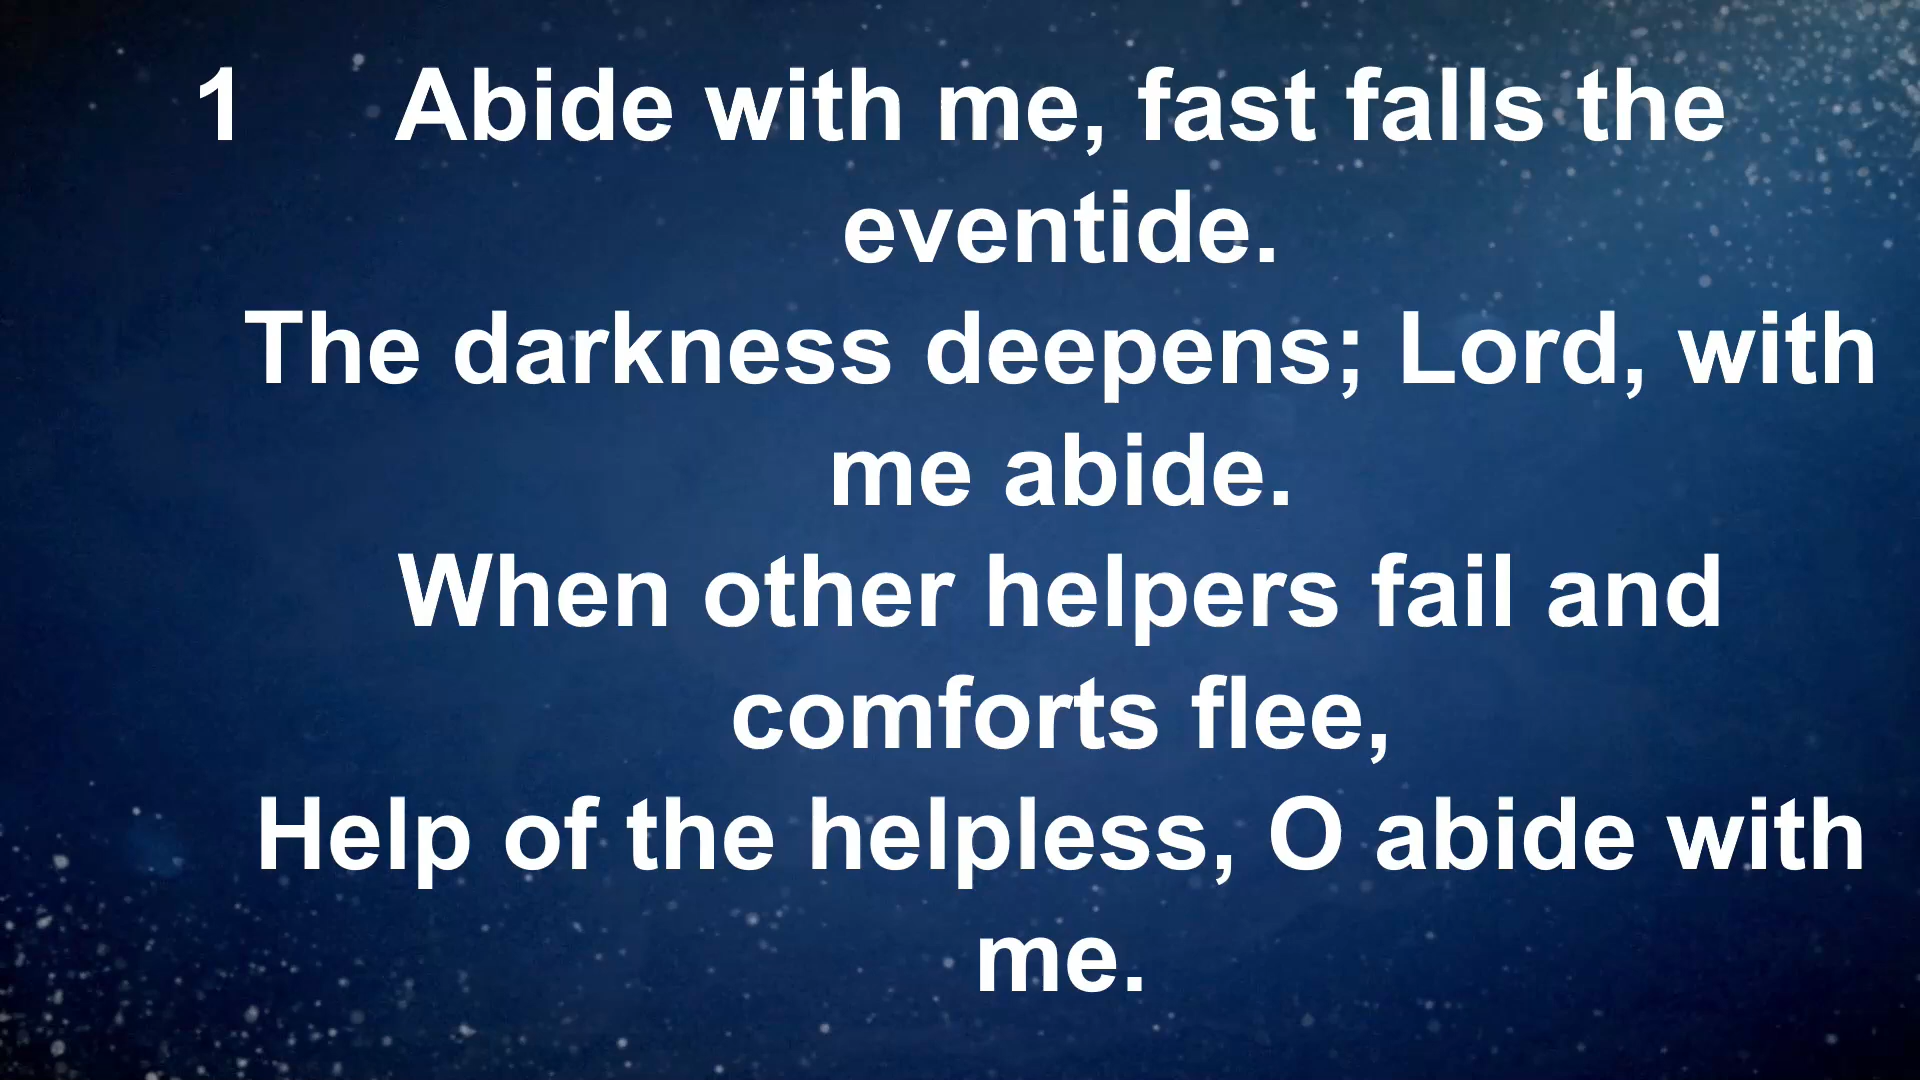 1 Abide with me, fast falls the
eventide.
The darkness deepens; Lord, with
me abide.
When other helpers fail and
comforts flee,
Help of the helpless, O abide with
me.